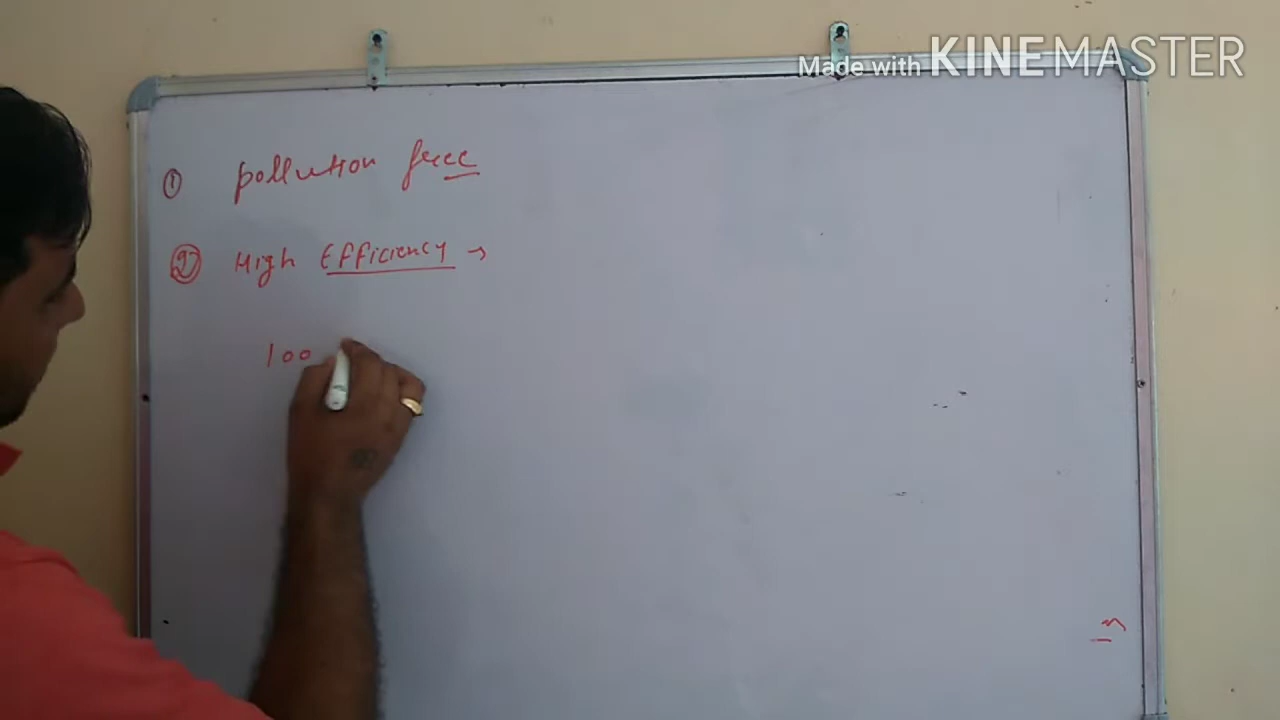 Made with KINEMASTER
① pollution free
② High Efficiency →
100